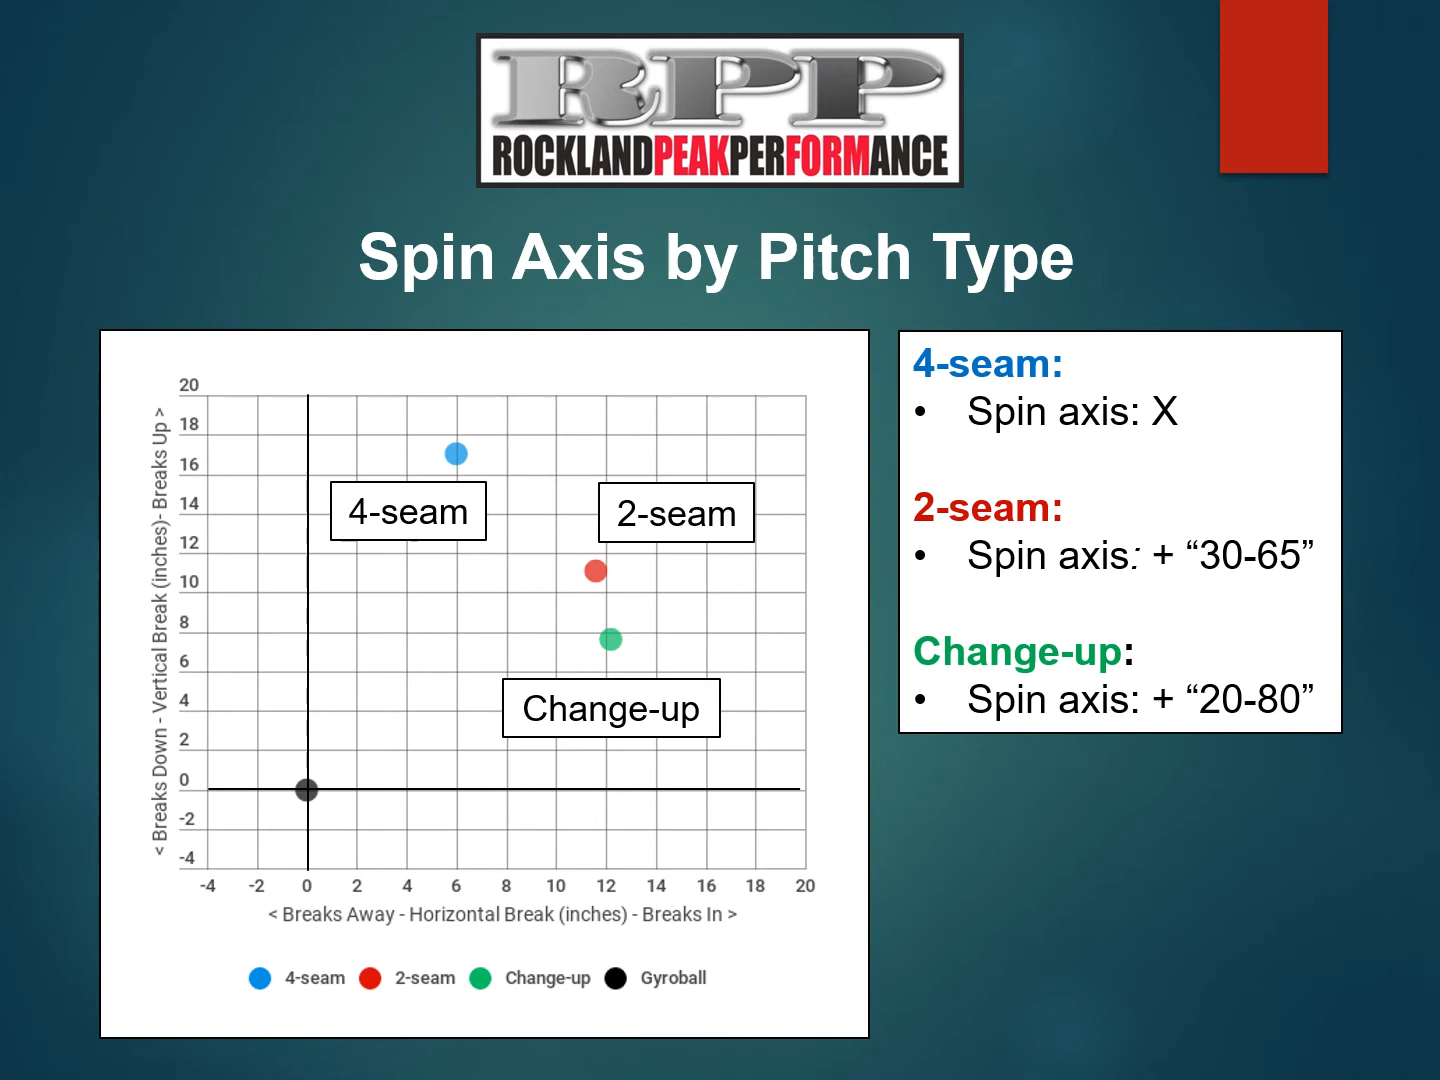 RPP
ROCKLANDPEAKPERFORMANCE
Spin Axis by Pitch Type
< Breaks Down - Vertical Break (inches)- Breaks Up >
20
18
16
14
12
10
8
6
4
2
0
-2
-4
4-seam
2-seam
Change-up
-4 -2 0 2 4 6 8 10 12 14 16 18 20
< Breaks Away - Horizontal Break (inches) - Breaks In >
4-seam 2-seam Change-up Gyroball
4-seam:
• Spin axis: X
2-seam:
• Spin axis: + “30-65”
Change-up:
• Spin axis: + “20-80”